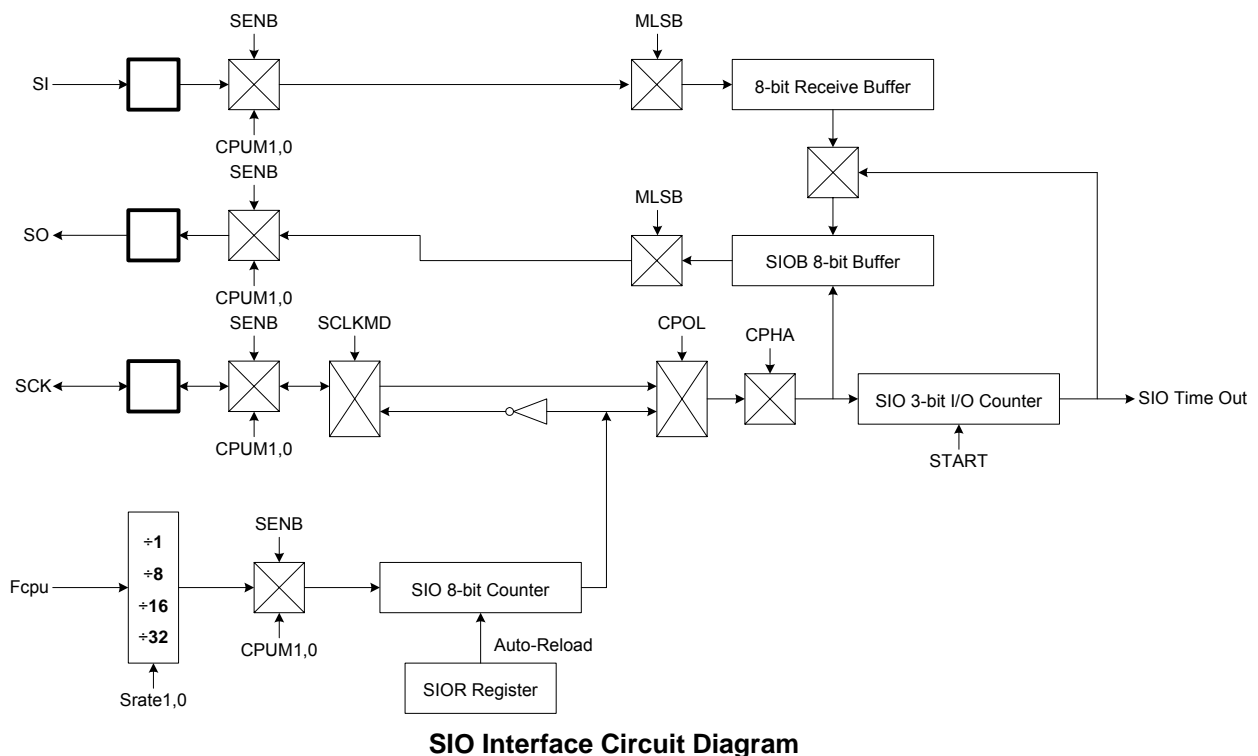 SENB
MLSB
SI
8-bit Receive Buffer
CPUM1,0
SENB
MLSB
SO
SIOB 8-bit Buffer
CPUM1,0
SENB
SCLKMD
CPOL
CPHA
SCK
SIO 3-bit I/O Counter
SIO Time Out
CPUM1,0
START
SENB
÷1
÷8
÷16
÷32
Fcpu
SIO 8-bit Counter
CPUM1,0
Auto-Reload
SIOR Register
Srate1,0
SIO Interface Circuit Diagram